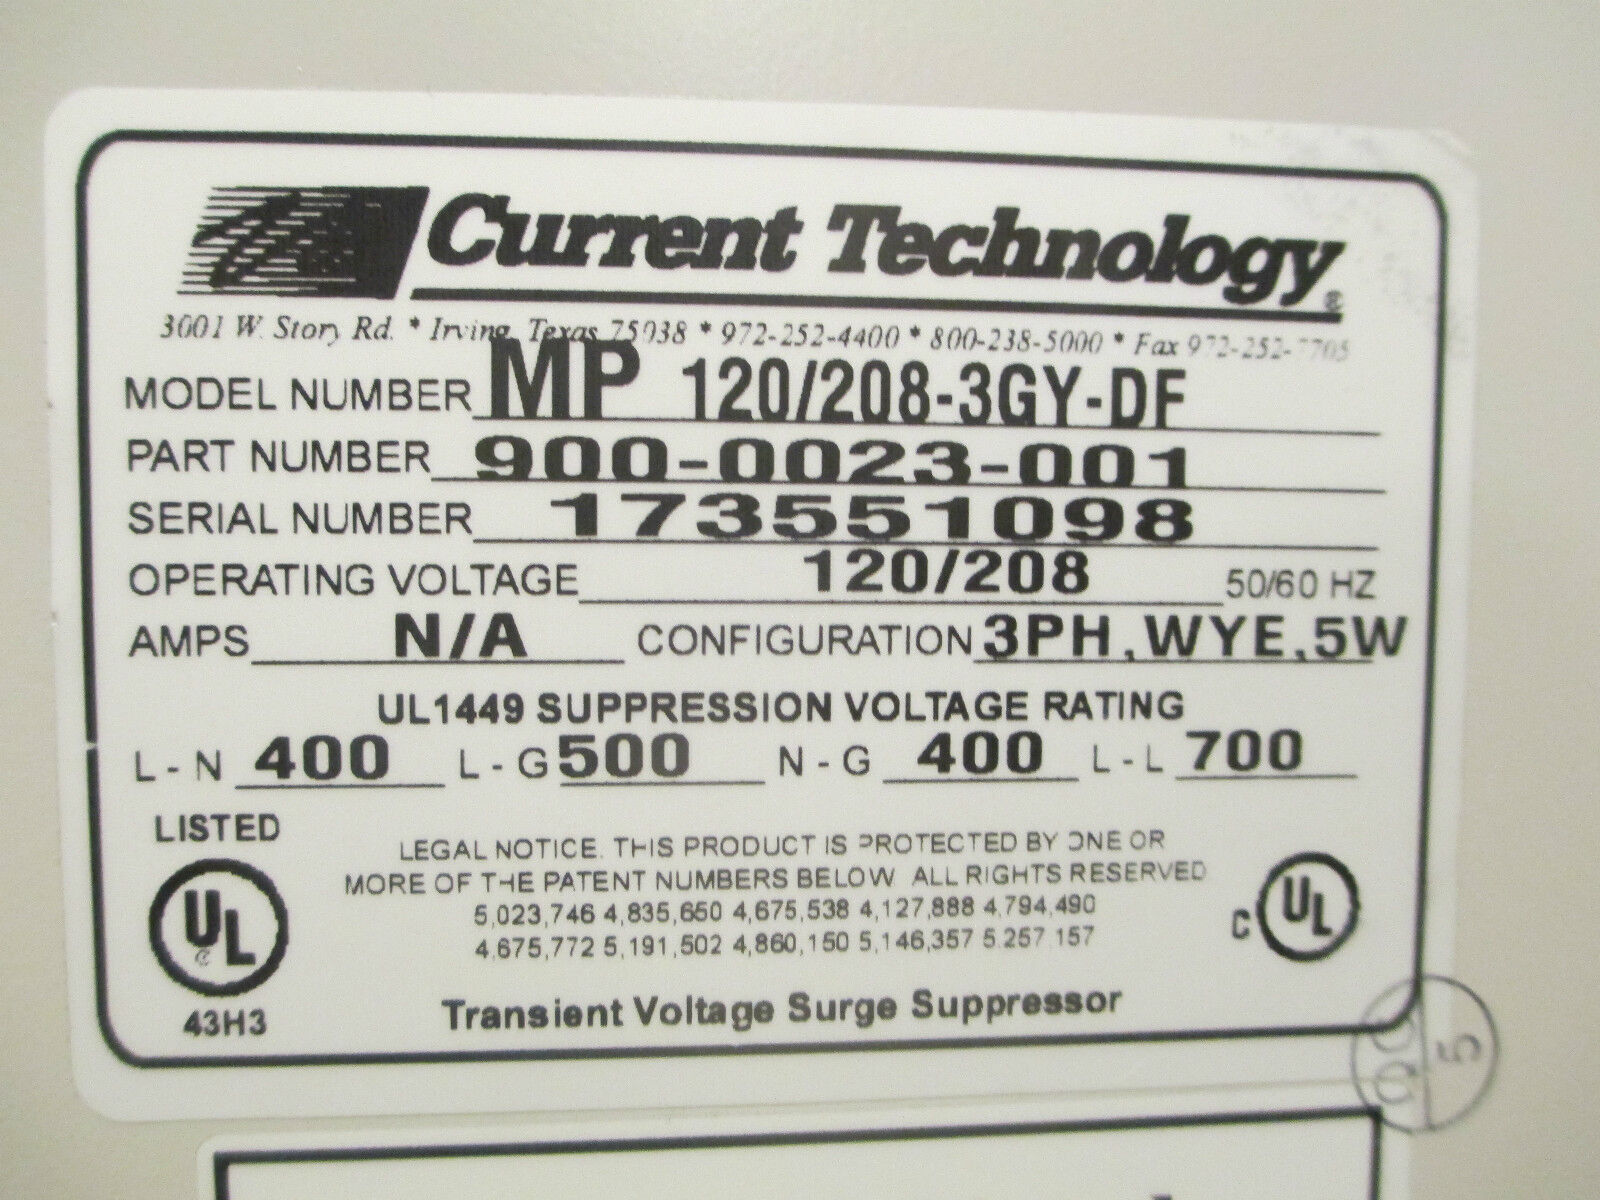 Current Technology®
3001 W. Story Rd. * Irving, Texas 75038 * 972-252-4400 * 800-238-5000 * Fax 972-252-7705
MODEL NUMBER MP 120/208-3GY-DF
PART NUMBER 900-0023-001
SERIAL NUMBER 173551098
OPERATING VOLTAGE 120/208 50/60 HZ
AMPS N/A CONFIGURATION 3PH,WYE,5W
UL1449 SUPPRESSION VOLTAGE RATING
L-N 400 L-G 500 N-G 400 L-L 700
LISTED
UL
43H3
LEGAL NOTICE. THIS PRODUCT IS PROTECTED BY ONE OR
MORE OF THE PATENT NUMBERS BELOW ALL RIGHTS RESERVED
5,023,746 4,835,650 4,675,538 4,127,888 4,794,490
4,675,772 5,191,502 4,860,150 5,146,357 5,257,157
C UL
Transient Voltage Surge Suppressor
QC 5